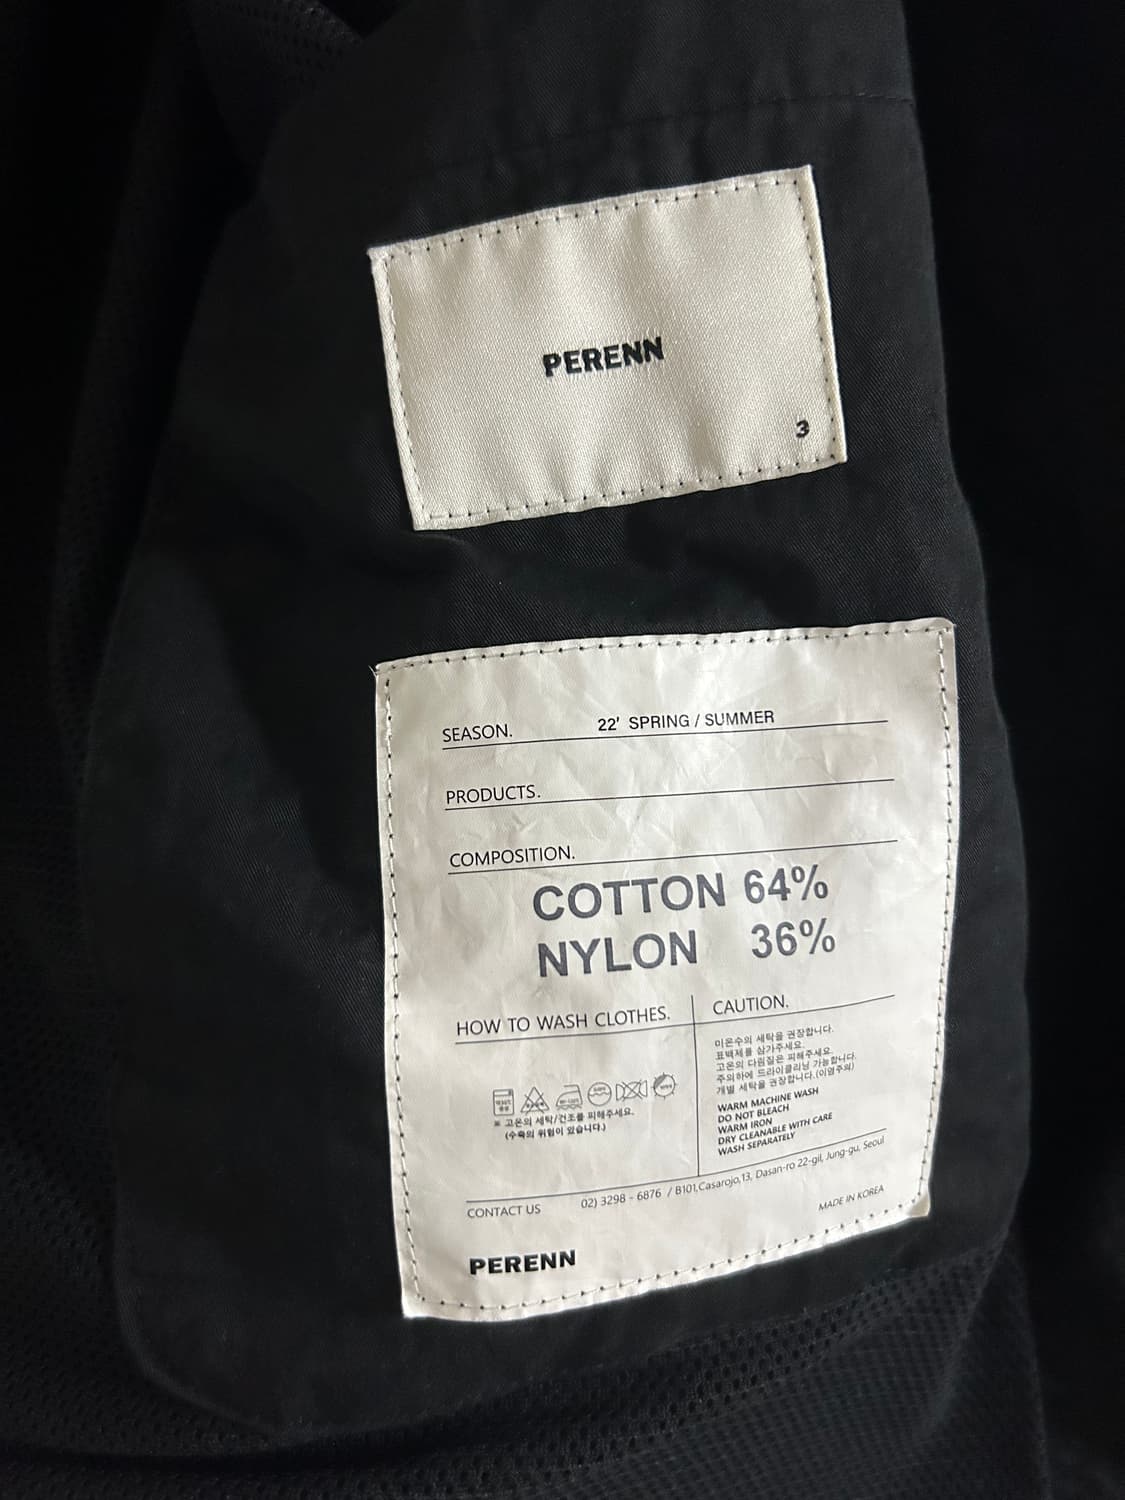 PERENN
3
SEASON. 22' SPRING / SUMMER
PRODUCTS.
COMPOSITION.
COTTON 64%
NYLON 36%
HOW TO WASH CLOTHES.
※ 고온의 세탁/건조를 피해주세요.
(수축의 위험이 있습니다.)
CAUTION.
미온수의 세탁을 권장합니다.
표백제를 삼가주세요.
고온의 다림질은 피해주세요.
주의하에 드라이클리닝 가능합니다.
개별 세탁을 권장합니다.(이염주의)
WARM MACHINE WASH
DO NOT BLEACH
WARM IRON
DRY CLEANABLE WITH CARE
WASH SEPARATELY
CONTACT US 02) 3298 - 6876 / B101,Casarojo,13, Dasan-ro 22-gil, Jung-gu, Seoul
MADE IN KOREA
PERENN